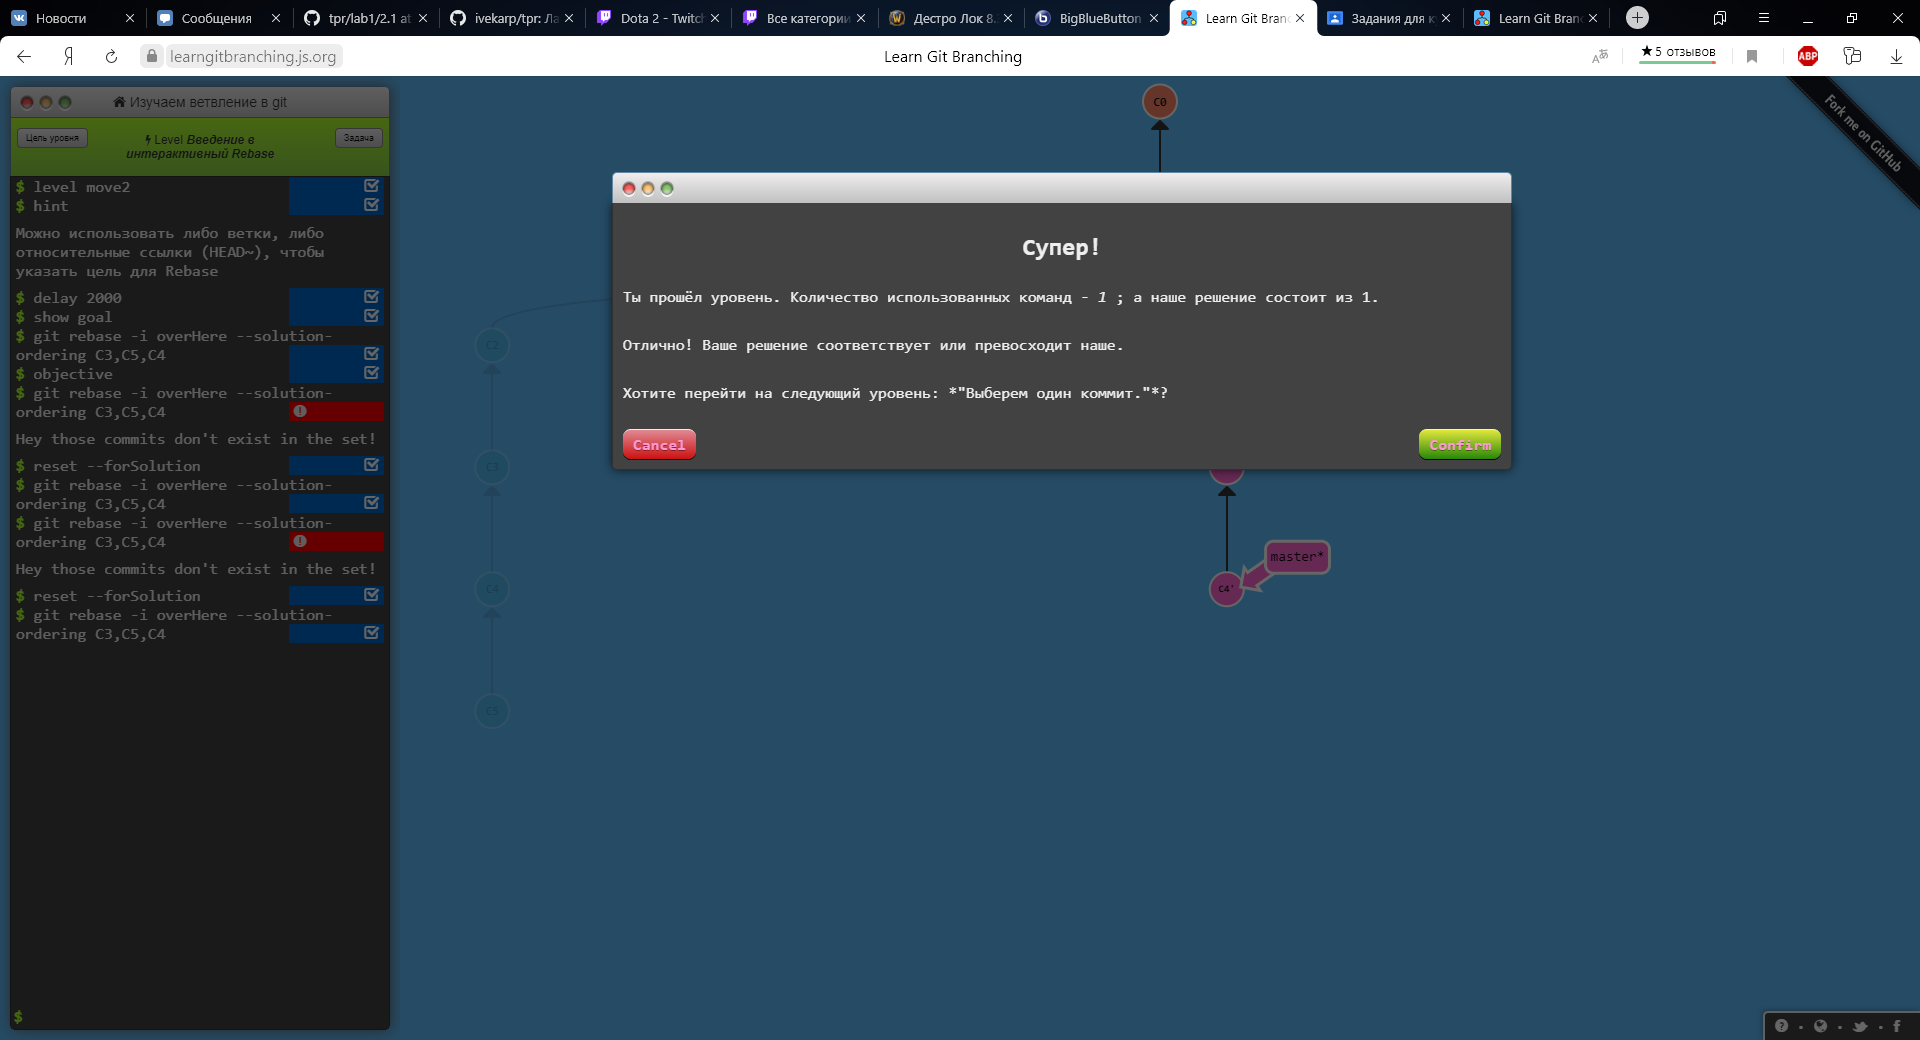 Новости
Сообщения
tpr/lab1/2.1 at
ivekarp/tpr: Ла
Dota 2 - Twitch
Все категории
Дестро Лок 8.
BigBlueButton
Learn Git Bran
Задания для к
Learn Git Bran
learngitbranching.js.org
Learn Git Branching
★5 отзывов
ABP
Изучаем ветвление в git
Цель уровня
Level Введение в
интерактивный Rebase
Задача
$ level move2
$ hint
Можно использовать либо ветки, либо
относительные ссылки (HEAD~), чтобы
указать цель для Rebase
$ delay 2000
$ show goal
$ git rebase -i overHere --solution-
ordering C3,C5,C4
$ objective
$ git rebase -i overHere --solution-
ordering C3,C5,C4
Hey those commits don't exist in the set!
$ reset --forSolution
$ git rebase -i overHere --solution-
ordering C3,C5,C4
$ git rebase -i overHere --solution-
ordering C3,C5,C4
Hey those commits don't exist in the set!
$ reset --forSolution
$ git rebase -i overHere --solution-
ordering C3,C5,C4
$
C0
Fork me on GitHub
Супер!
Ты прошёл уровень. Количество использованных команд - 1 ; а наше решение состоит из 1.
Отлично! Ваше решение соответствует или превосходит наше.
Хотите перейти на следующий уровень: *"Выберем один коммит."*?
Cancel
Confirm
C2
C3
C4
C5
master*
C4'